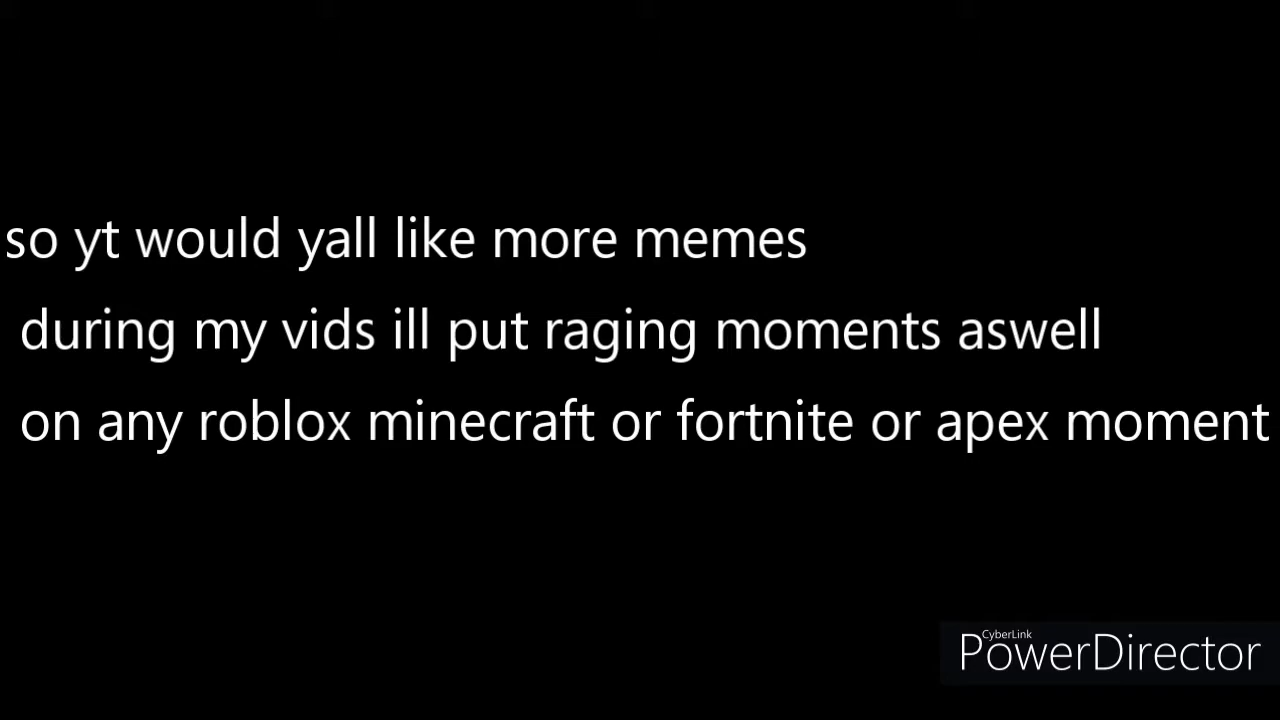 so yt would yall like more memes
during my vids ill put raging moments aswell
on any roblox minecraft or fortnite or apex moment
CyberLink
PowerDirector